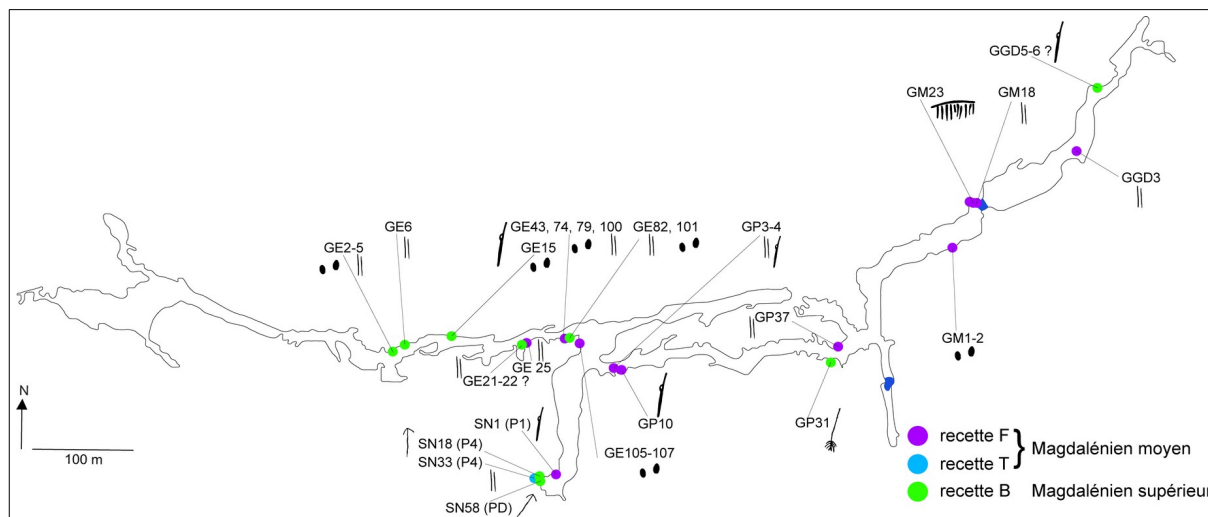 GGD5-6 ?
GM23
GM18
GGD3
GE6
GE43, 74, 79, 100
GE82, 101
GP3-4
GE2-5
GE15
GP37
GM1-2
GE21-22 ?
GE 25
N
SN1 (P1)
GP10
GP31
SN18 (P4)
SN33 (P4)
GE105-107
100 m
SN58 (PD)
recette F
recette T
} Magdalénien moyen
recette B Magdalénien supérieur